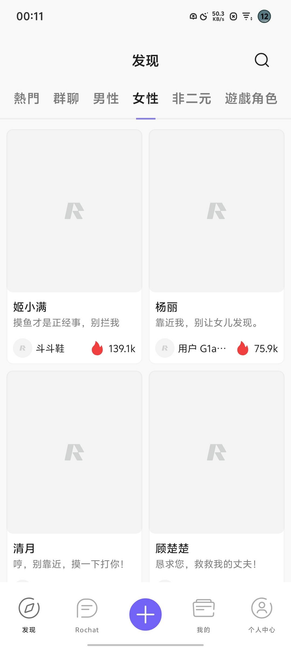 00:11
50.3
KB/s
12
发现
熱門 群聊 男性 女性 非二元 遊戲角色
姬小满
摸鱼才是正经事，别拦我
斗斗鞋 139.1k
杨丽
靠近我，别让女儿发现。
用户 G1a… 75.9k
清月
哼，别靠近，摸一下打你！
顾楚楚
恳求您，救救我的丈夫！
发现 Rochat 我的 个人中心